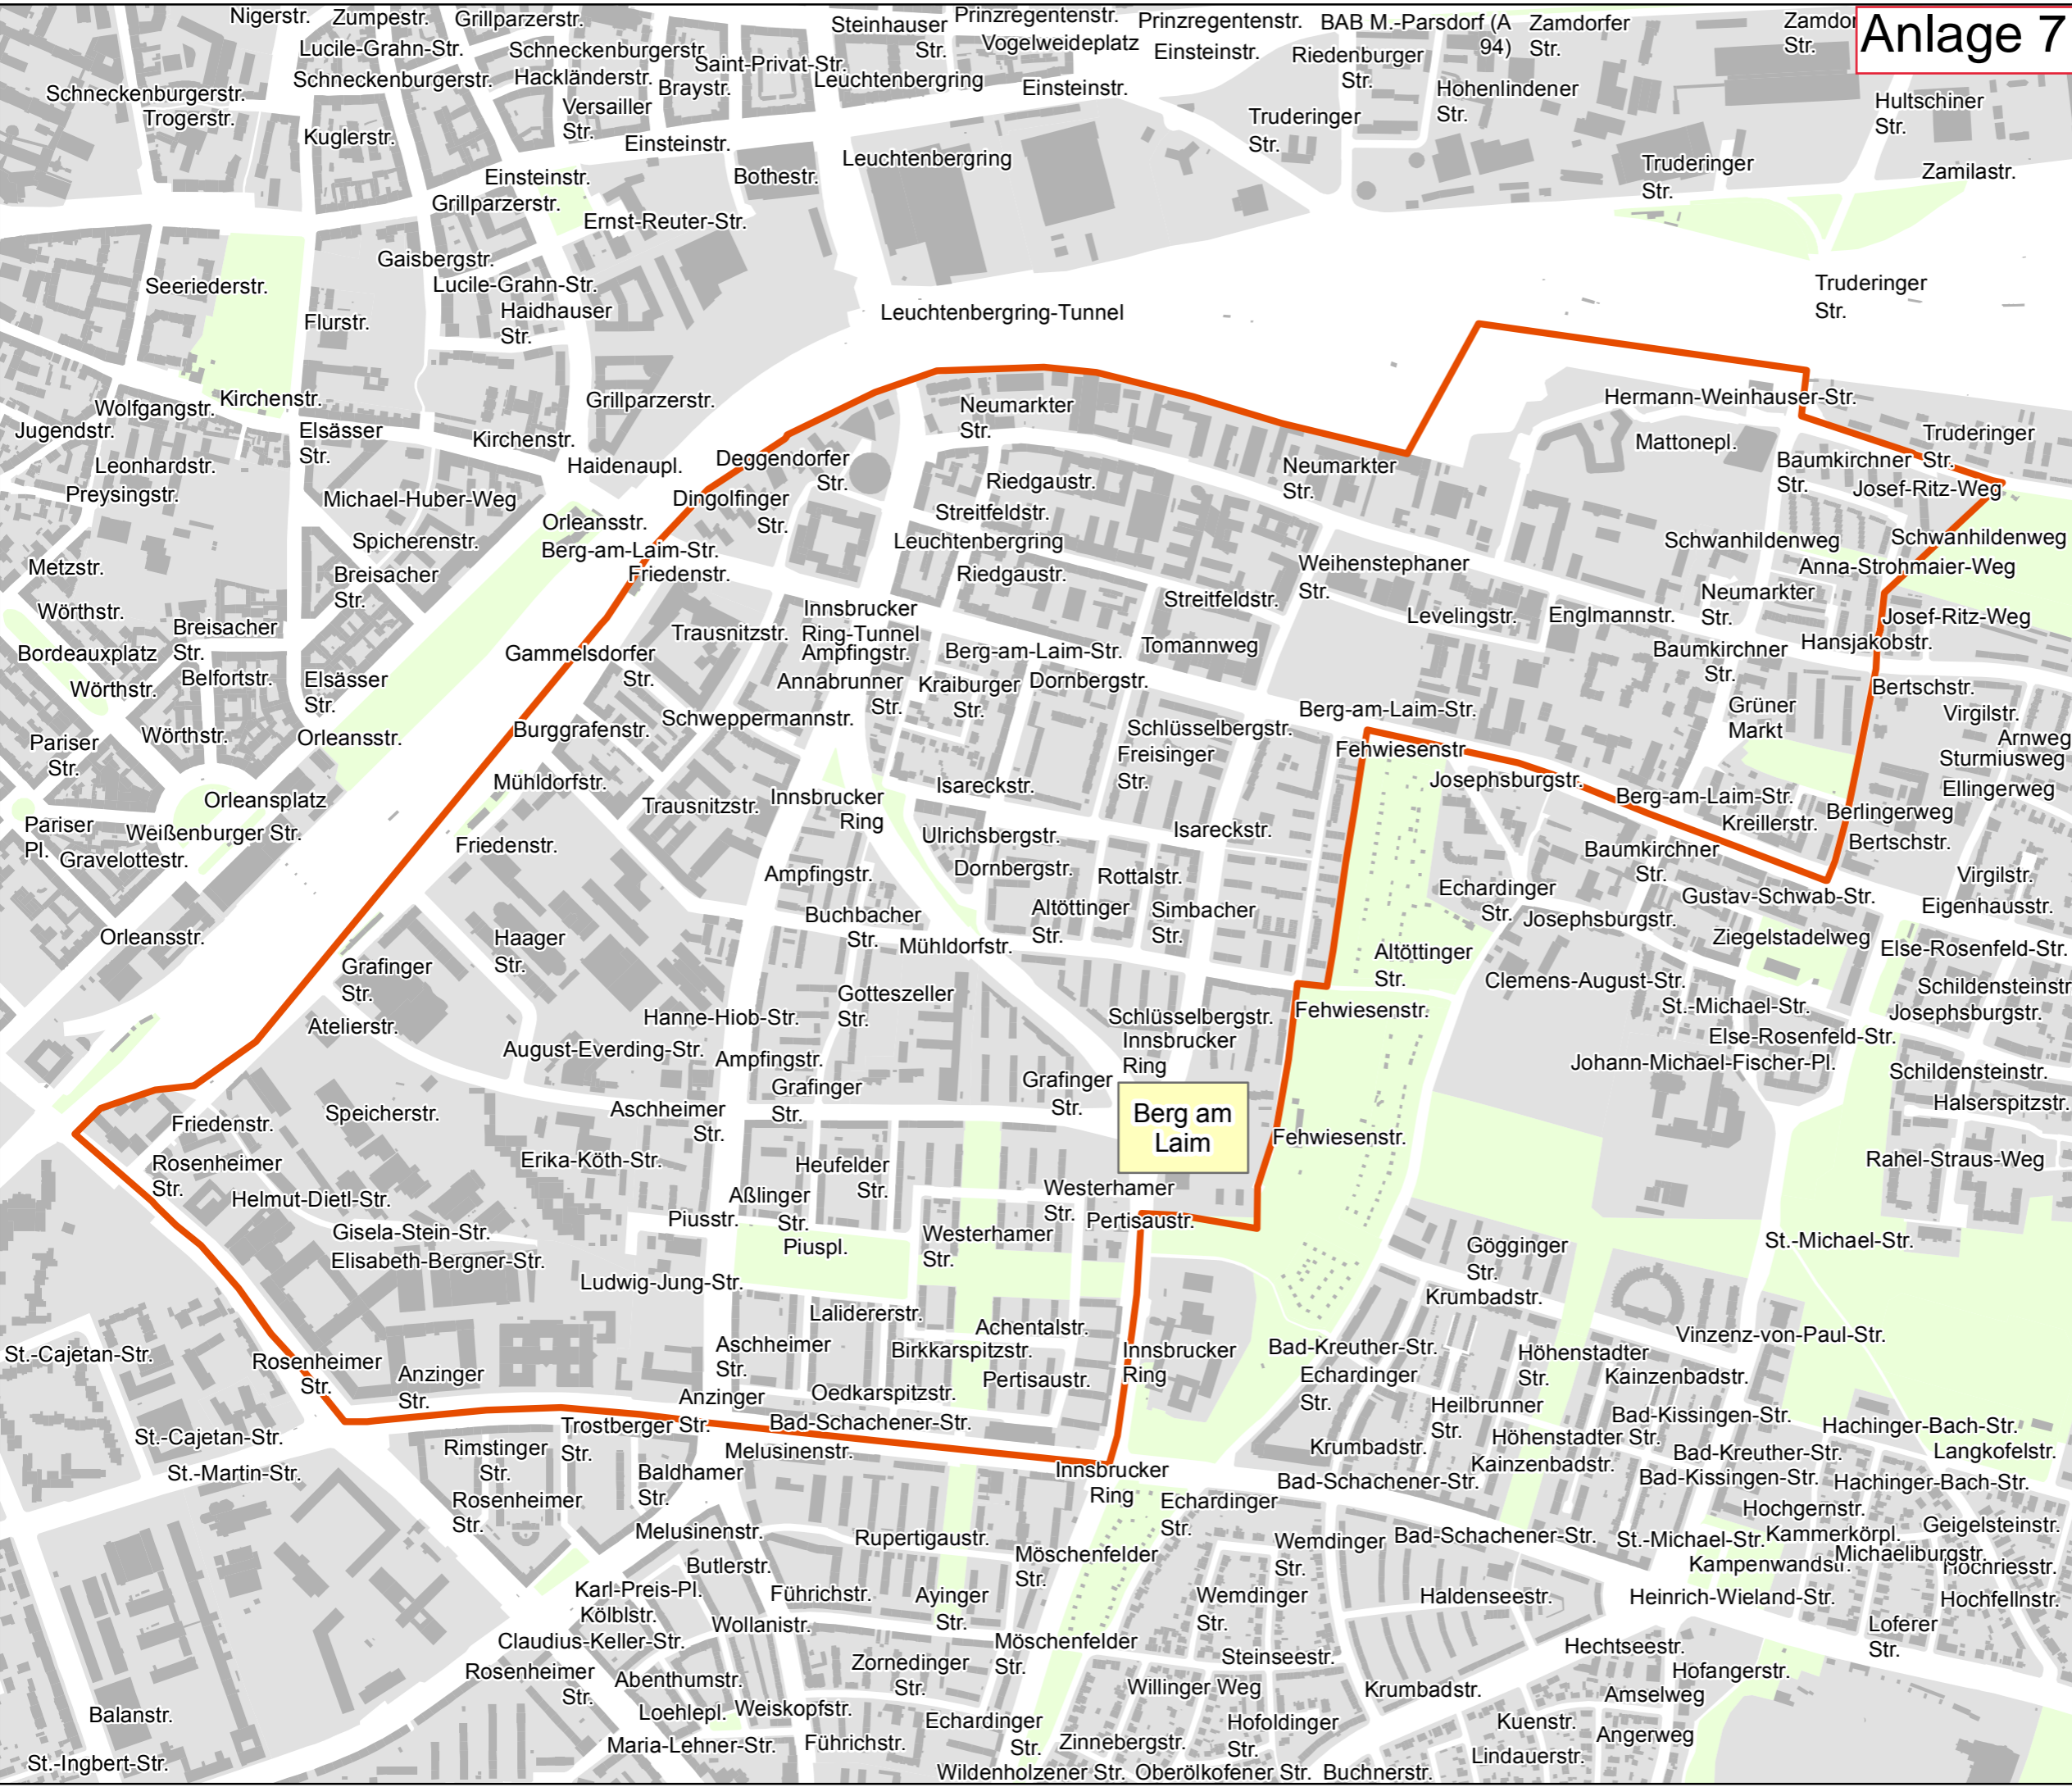 Nigerstr.
Zumpestr.
Grillparzerstr.
Steinhauser
Str.
Prinzregentenstr.
Prinzregentenstr.
BAB M.-Parsdorf (A
94)
Zamdorfer
Str.
Str.
Anlage 7
Lucile-Grahn-Str.
Schneckenburgerstr.
Vogelweideplatz
Einsteinstr.
Riedenburger
Str.
Saint-Privat-Str.
Schneckenburgerstr.
Hackländerstr.
Braystr.
Leuchtenbergring
Einsteinstr.
Hohenlindener
Str.
Schneckenburgerstr.
Trogerstr.
Versailler
Str.
Hultschiner
Str.
Kuglerstr.
Einsteinstr.
Truderinger
Str.
Leuchtenbergring
Truderinger
Str.
Zamilastr.
Einsteinstr.
Bothestr.
Grillparzerstr.
Ernst-Reuter-Str.
Gaisbergstr.
Seeriederstr.
Lucile-Grahn-Str.
Truderinger
Str.
Haidhauser
Str.
Flurstr.
Leuchtenbergring-Tunnel
Kirchenstr.
Grillparzerstr.
Hermann-Weinhauser-Str.
Wolfgangstr.
Neumarkter
Str.
Jugendstr.
Elsässer
Str.
Kirchenstr.
Mattonepl.
Truderinger
Str.
Leonhardstr.
Haidenaupl.
Deggendorfer
Str.
Neumarkter
Str.
Baumkirchner
Str.
Preysingstr.
Michael-Huber-Weg
Dingolfinger
Str.
Riedgaustr.
Josef-Ritz-Weg
Orleansstr.
Streitfeldstr.
Spicherenstr.
Berg-am-Laim-Str.
Leuchtenbergring
Schwanhildenweg
Schwanhildenweg
Metzstr.
Breisacher
Str.
Friedenstr.
Riedgaustr.
Weihenstephaner
Str.
Anna-Strohmaier-Weg
Wörthstr.
Innsbrucker
Ring-Tunnel
Streitfeldstr.
Levelingstr.
Englmannstr.
Neumarkter
Str.
Josef-Ritz-Weg
Breisacher
Str.
Trausnitzstr.
Ampfingstr.
Berg-am-Laim-Str.
Tomannweg
Baumkirchner
Str.
Hansjakobstr.
Bordeauxplatz
Gammelsdorfer
Str.
Belfortstr.
Elsässer
Str.
Annabrunner
Str.
Kraiburger
Str.
Dornbergstr.
Bertschstr.
Wörthstr.
Berg-am-Laim-Str.
Grüner
Markt
Virgilstr.
Burggrafenstr.
Schweppermannstr.
Schlüsselbergstr.
Wörthstr.
Orleansstr.
Arnweg
Pariser
Str.
Freisinger
Str.
Fehwiesenstr
Sturmiusweg
Mühldorfstr.
Isareckstr.
Josephsburgstr.
Ellingerweg
Orleansplatz
Trausnitzstr.
Innsbrucker
Ring
Berg-am-Laim-Str.
Berlingerweg
Pariser
Pl.
Weißenburger Str.
Isareckstr.
Kreillerstr.
Ulrichsbergstr.
Bertschstr.
Gravelottestr.
Friedenstr.
Baumkirchner
Str.
Ampfingstr.
Dornbergstr.
Rottalstr.
Virgilstr.
Echardinger
Str.
Gustav-Schwab-Str.
Buchbacher
Str.
Altöttinger
Str.
Simbacher
Str.
Eigenhausstr.
Orleansstr.
Haager
Str.
Mühldorfstr.
Josephsburgstr.
Ziegelstadelweg
Else-Rosenfeld-Str.
Grafinger
Str.
Altöttinger
Str.
Clemens-August-Str.
Schildensteinstr
Gotteszeller
Str.
St.-Michael-Str.
Josephsburgstr.
Atelierstr.
Hanne-Hiob-Str.
Schlüsselbergstr.
Fehwiesenstr.
August-Everding-Str.
Ampfingstr.
Innsbrucker
Ring
Else-Rosenfeld-Str.
Johann-Michael-Fischer-Pl.
Schildensteinstr.
Grafinger
Str.
Grafinger
Str.
Halserspitzstr.
Friedenstr.
Speicherstr.
Aschheimer
Str.
Berg am
Laim
Fehwiesenstr.
Rosenheimer
Str.
Erika-Köth-Str.
Heufelder
Str.
Rahel-Straus-Weg
Helmut-Dietl-Str.
Aßlinger
Str.
Westerhamer
Str.
Gisela-Stein-Str.
Piusstr.
Pertisaustr.
Elisabeth-Bergner-Str.
Piuspl.
Westerhamer
Str.
Gögginger
Str.
St.-Michael-Str.
Ludwig-Jung-Str.
Krumbadstr.
Lalidererstr.
Achentalstr.
Vinzenz-von-Paul-Str.
St.-Cajetan-Str.
Rosenheimer
Str.
Anzinger
Str.
Aschheimer
Str.
Birkkarspitzstr.
Innsbrucker
Ring
Bad-Kreuther-Str.
Höhenstadter
Str.
Pertisaustr.
Echardinger
Str.
Kainzenbadstr.
Anzinger
Oedkarspitzstr.
Heilbrunner
Str.
Bad-Kissingen-Str.
Hachinger-Bach-Str.
Trostberger Str.
Str.
Bad-Schachener-Str.
Höhenstadter Str.
St.-Cajetan-Str.
Rimstinger
Str.
Melusinenstr.
Krumbadstr.
Bad-Kreuther-Str.
Langkofelstr.
St.-Martin-Str.
Baldhamer
Str.
Innsbrucker
Ring
Kainzenbadstr.
Bad-Schachener-Str.
Bad-Kissingen-Str.
Hachinger-Bach-Str.
Rosenheimer
Str.
Echardinger
Str.
Hochgernstr.
Melusinenstr.
Rupertigaustr.
Wemdinger
Str.
Bad-Schachener-Str.
St.-Michael-Str.
Kammerkörpl.
Geigelsteinstr.
Butlerstr.
Möschenfelder
Str.
Kampenwandstr.
Michaeliburgstr.
Hochriesstr.
Karl-Preis-Pl.
Führichstr.
Ayinger
Str.
Wemdinger
Str.
Haldenseestr.
Heinrich-Wieland-Str.
Hochfellnstr.
Kölblstr.
Wollanistr.
Loferer
Str.
Claudius-Keller-Str.
Möschenfelder
Str.
Hechtseestr.
Rosenheimer
Str.
Abenthumstr.
Zornedinger
Str.
Steinseestr.
Hofangerstr.
Willinger Weg
Krumbadstr.
Amselweg
Balanstr.
Loehlepl.
Weiskopfstr.
Echardinger
Str.
Hofoldinger
Str.
Kuenstr.
Angerweg
Maria-Lehner-Str.
Führichstr.
Zinnebergstr.
Lindauerstr.
St.-Ingbert-Str.
Wildenholzener Str.
Oberölkofener Str.
Buchnerstr.